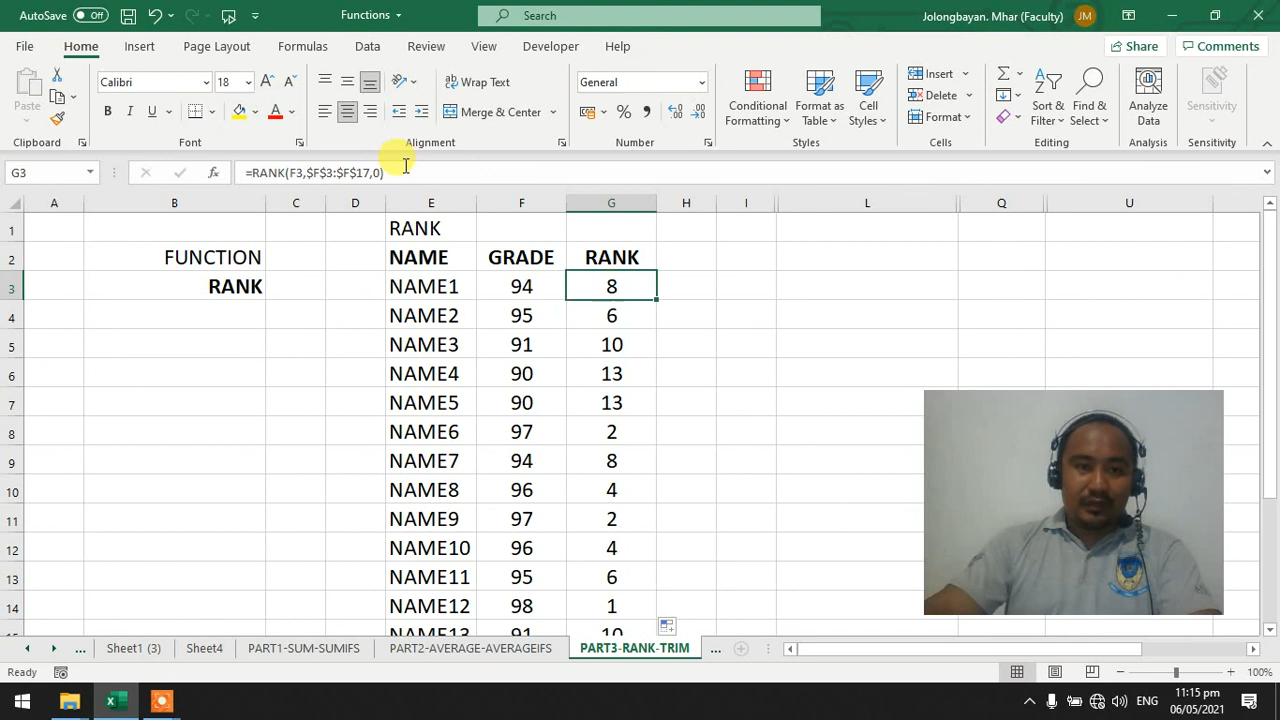 AutoSave Off Functions Search Jolongbayan. Mhar (Faculty) JM
File Home Insert Page Layout Formulas Data Review View Developer Help Share Comments
Paste Calibri 18 Wrap Text General Conditional Formatting Format as Table Cell Styles Insert Sort & Filter Find & Select Analyze Data Sensitivity
B I U A Merge & Center % Delete
Format
Clipboard Font Alignment Number Styles Cells Editing Analysis Sensitivity
G3 fx =RANK(F3,$F$3:$F$17,0)
A B C D E F G H I L Q U
1 RANK
2 FUNCTION NAME GRADE RANK
3 RANK NAME1 94 8
4 NAME2 95 6
5 NAME3 91 10
6 NAME4 90 13
7 NAME5 90 13
8 NAME6 97 2
9 NAME7 94 8
10 NAME8 96 4
11 NAME9 97 2
12 NAME10 96 4
13 NAME11 95 6
14 NAME12 98 1
15 NAME13 91 10
... Sheet1 (3) Sheet4 PART1-SUM-SUMIFS PART2-AVERAGE-AVERAGEIFS PART3-RANK-TRIM ...
Ready 100%
ENG 11:15 pm
06/05/2021